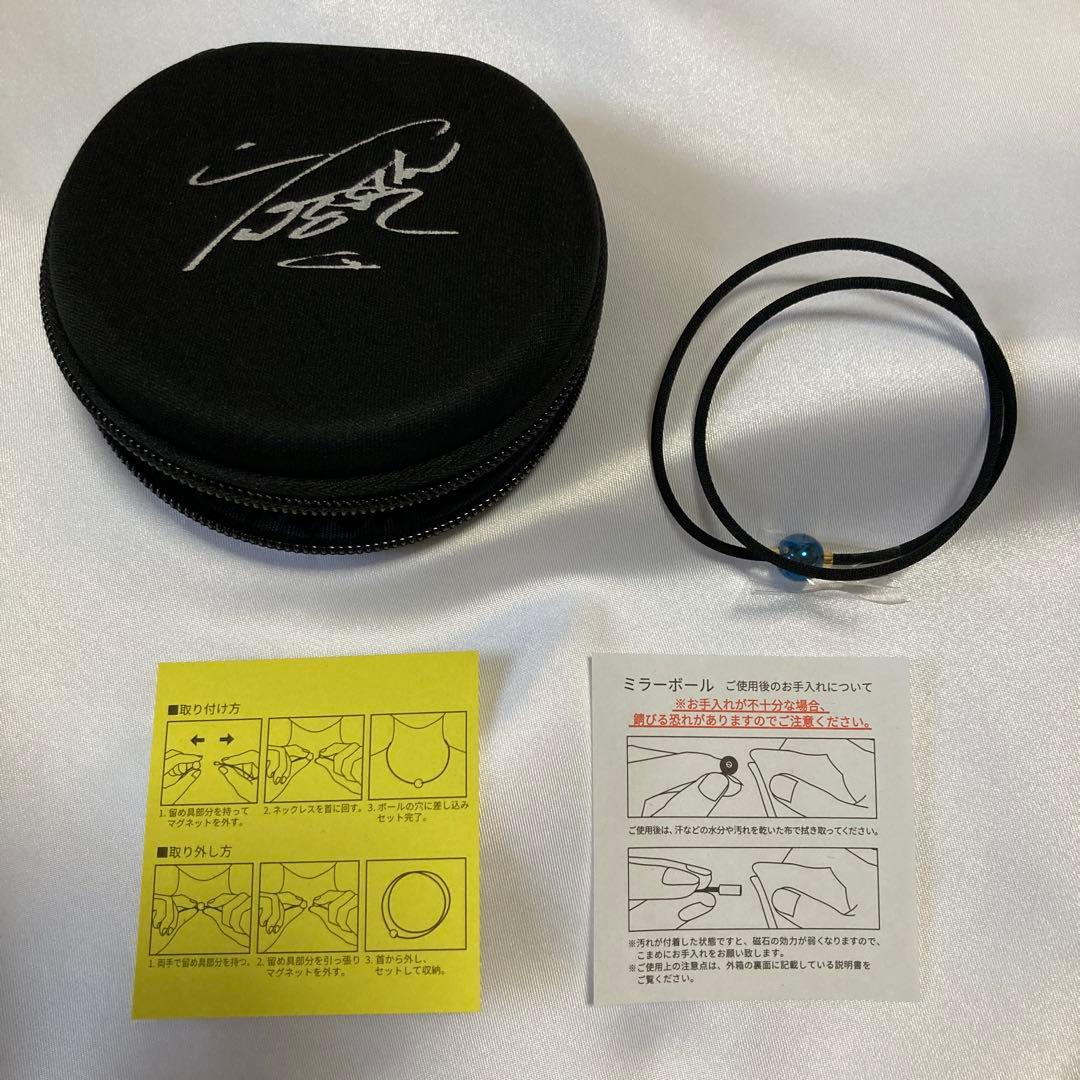 ■取り付け方
1. 留め具部分を持って
マグネットを外す。
2. ネックレスを首に回す。
3. ボールの穴に差し込み
セット完了。
■取り外し方
1. 両手で留め具部分を持つ。
2. 留め具部分を引っ張り
マグネットを外す。
3. 首から外し、
セットして収納。
ミラーボール ご使用後のお手入れについて
※お手入れが不十分な場合、
錆びる恐れがありますのでご注意ください。
ご使用後は、汗などの水分や汚れを乾いた布で拭き取ってください。
※汚れが付着した状態ですと、磁石の効力が弱くなりますので、
こまめにお手入れをお願い致します。
※ご使用上の注意点は、外箱の裏面に記載している説明書を
ご覧ください。